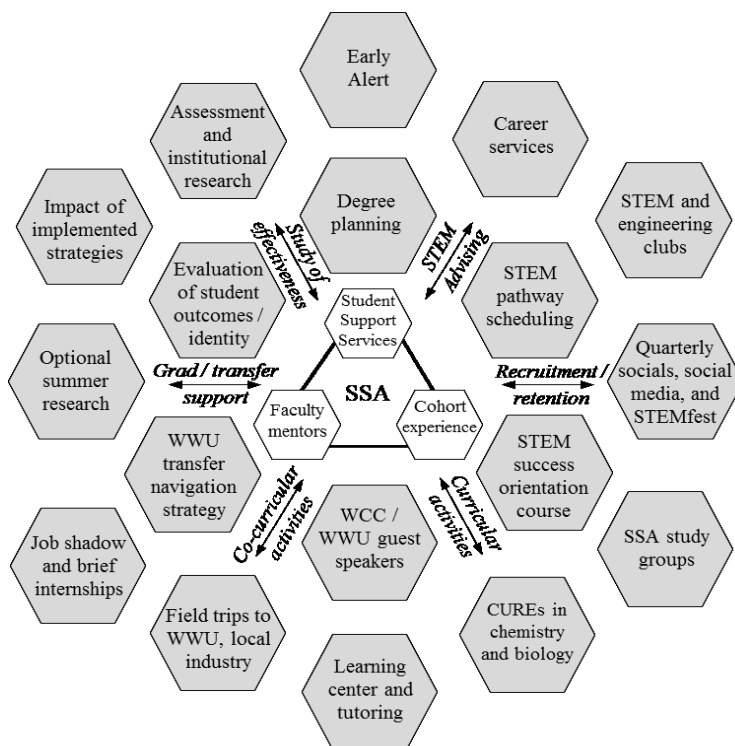 Early
Alert
Assessment
and
institutional
research
Career
services
Impact of
implemented
strategies
Degree
planning
STEM and
engineering
clubs
Study of
effectiveness
STEM
Advising
Evaluation
of student
outcomes /
identity
STEM
pathway
scheduling
Student
Support
Services
Optional
summer
research
Grad / transfer
support
SSA
Recruitment /
retention
Quarterly
socials, social
media, and
STEMfest
Faculty
mentors
Cohort
experience
WWU
transfer
navigation
strategy
STEM
success
orientation
course
Co-curricular
activities
WCC /
WWU guest
speakers
Curricular
activities
Job shadow
and brief
internships
SSA study
groups
Field trips to
WWU, local
industry
CUREs in
chemistry
and biology
Learning
center and
tutoring